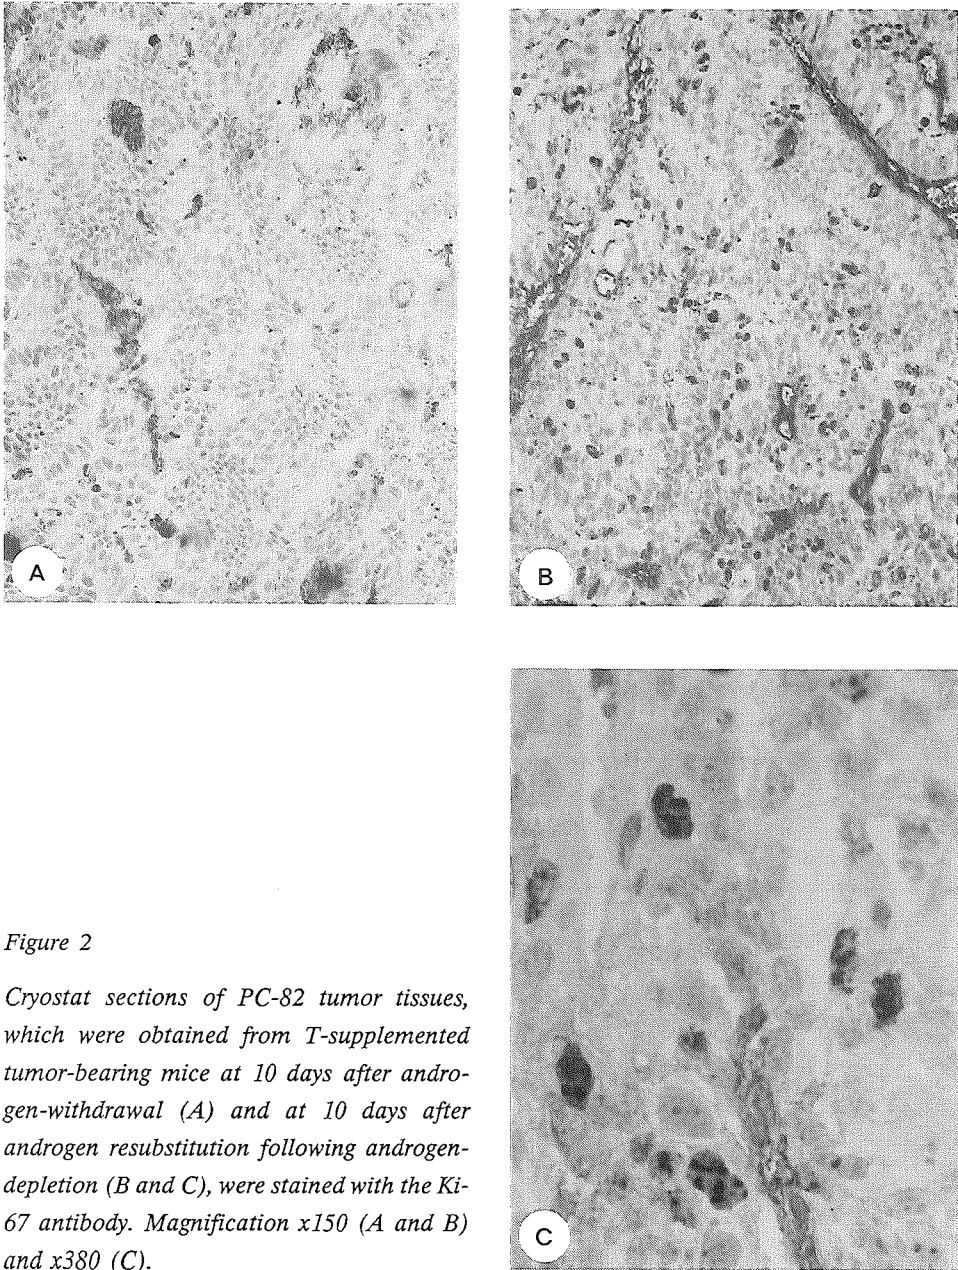 A
B
C
Figure 2
Cryostat sections of PC-82 tumor tissues,
which were obtained from T-supplemented
tumor-bearing mice at 10 days after andro-
gen-withdrawal (A) and at 10 days after
androgen resubstitution following androgen-
depletion (B and C), were stained with the Ki-
67 antibody. Magnification x150 (A and B)
and x380 (C).